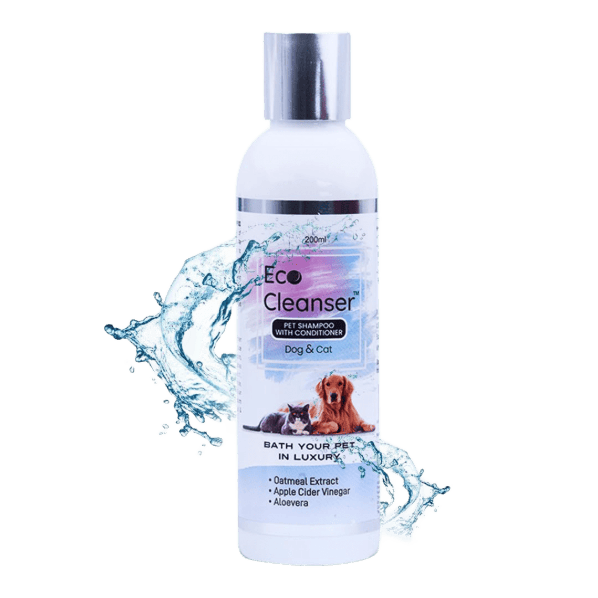 200ml
Eco
Cleanser™
PET SHAMPOO
WITH CONDITIONER
Dog & Cat
BATH YOUR PET
IN LUXURY
• Oatmeal Extract
• Apple Cider Vinegar
• Aloevera